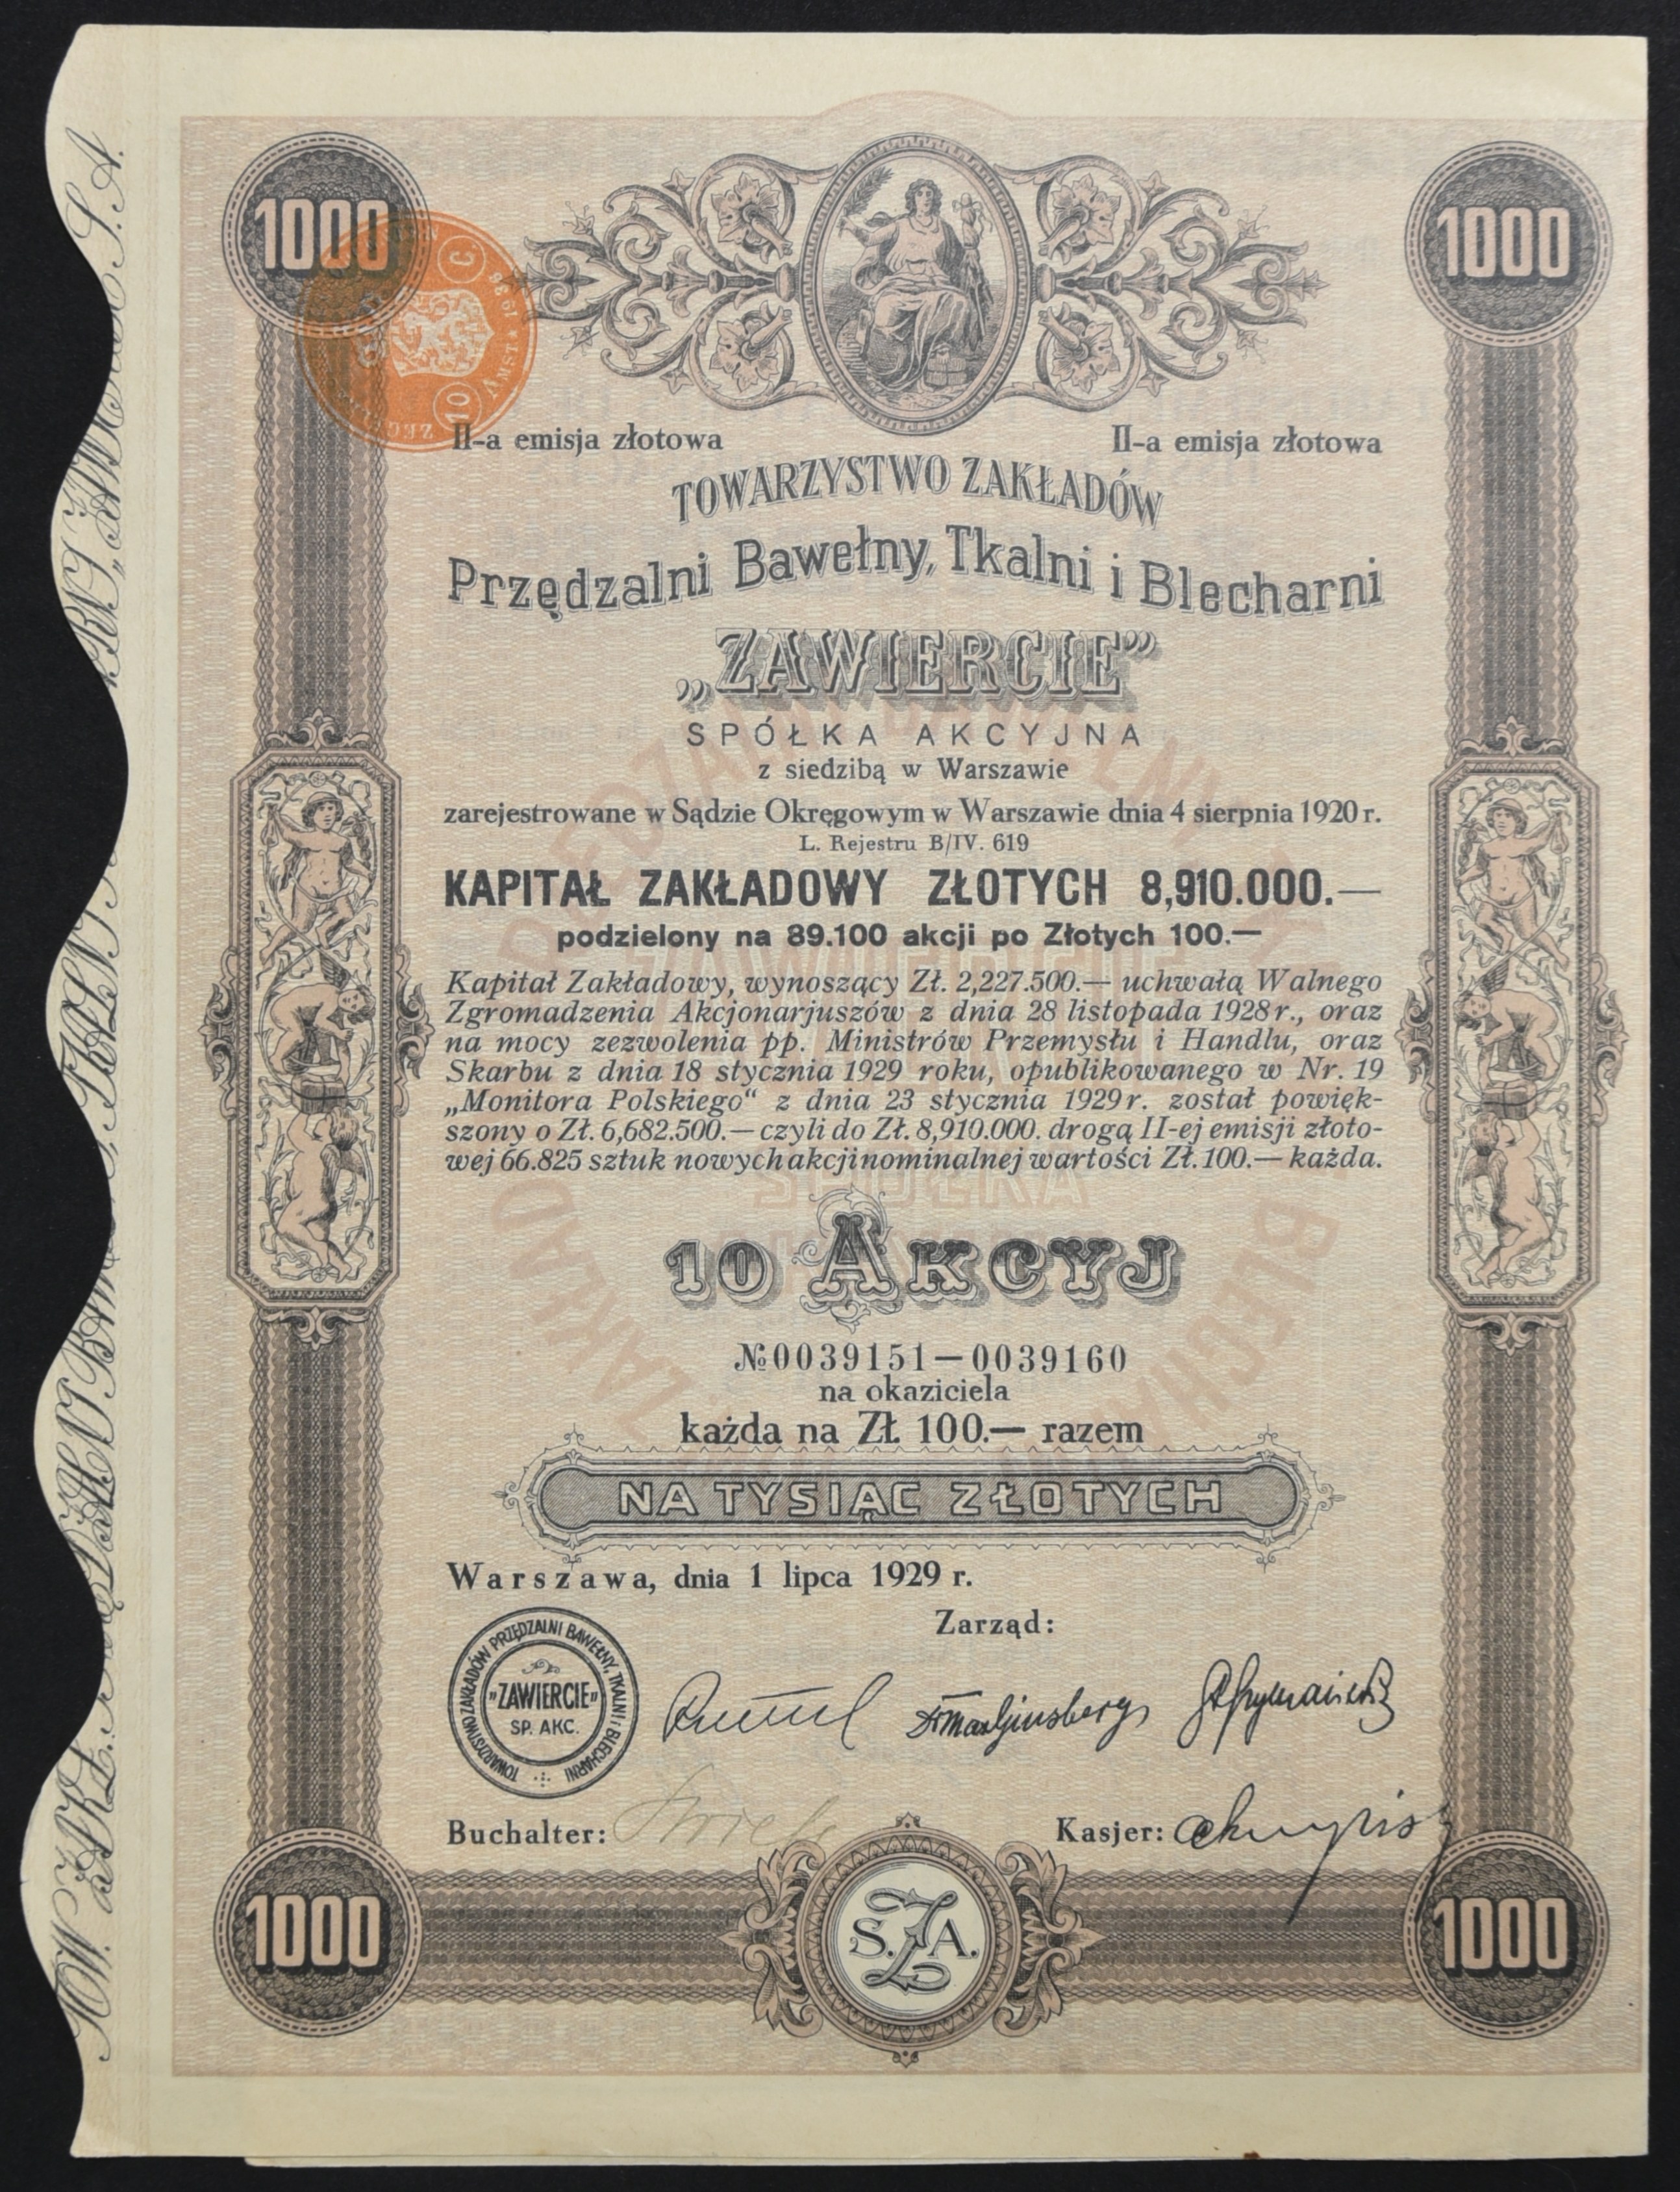 1000
1000
II-a emisja złotowa
II-a emisja złotowa
TOWARZYSTWO ZAKŁADÓW
Przędzalni Bawełny, Tkalni i Blecharni
„ZAWIERCIE”
SPÓŁKA AKCYJNA
z siedzibą w Warszawie
zarejestrowane w Sądzie Okręgowym w Warszawie dnia 4 sierpnia 1920 r.
L. Rejestru B/IV. 619
KAPITAŁ ZAKŁADOWY ZŁOTYCH 8,910.000.—
podzielony na 89.100 akcji po Złotych 100.—
Kapitał Zakładowy, wynoszący Zł. 2,227.500.— uchwałą Walnego
Zgromadzenia Akcjonarjuszów z dnia 28 listopada 1928 r., oraz
na mocy zezwolenia pp. Ministrów Przemysłu i Handlu, oraz
Skarbu z dnia 18 stycznia 1929 roku, opublikowanego w Nr. 19
„Monitora Polskiego“ z dnia 23 stycznia 1929 r. został powięk-
szony o Zł. 6,682.500.— czyli do Zł. 8,910.000. drogą II-ej emisji złoto-
wej 66.825 sztuk nowych akcji nominalnej wartości Zł. 100.— każda.
10 AKCYJ
№ 0039151—0039160
na okaziciela
każda na Zł. 100.— razem
NA TYSIĄC ZŁOTYCH
Warszawa, dnia 1 lipca 1929 r.
Zarząd:
TOWARZYSTWO ZAKŁADÓW PRZĘDZALNI BAWEŁNY, TKALNI i BLECHARNI
„ZAWIERCIE„
SP. AKC.
Buchalter:
Kasjer:
1000
S. Z. A.
1000